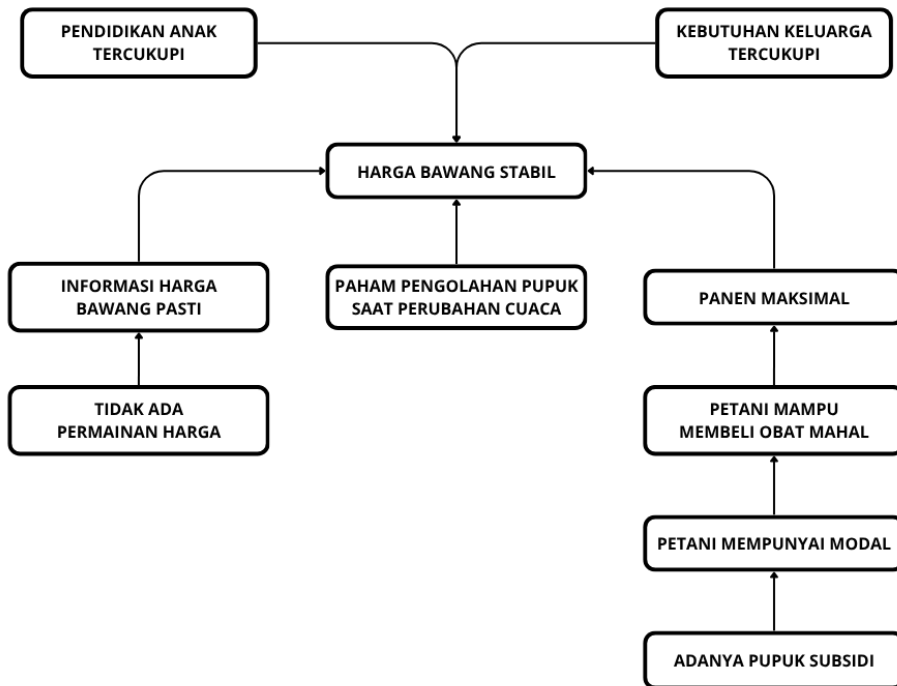 PENDIDIKAN ANAK
TERCUKUPI
KEBUTUHAN KELUARGA
TERCUKUPI
HARGA BAWANG STABIL
INFORMASI HARGA
BAWANG PASTI
PAHAM PENGOLAHAN PUPUK
SAAT PERUBAHAN CUACA
PANEN MAKSIMAL
TIDAK ADA
PERMAINAN HARGA
PETANI MAMPU
MEMBELI OBAT MAHAL
PETANI MEMPUNYAI MODAL
ADANYA PUPUK SUBSIDI